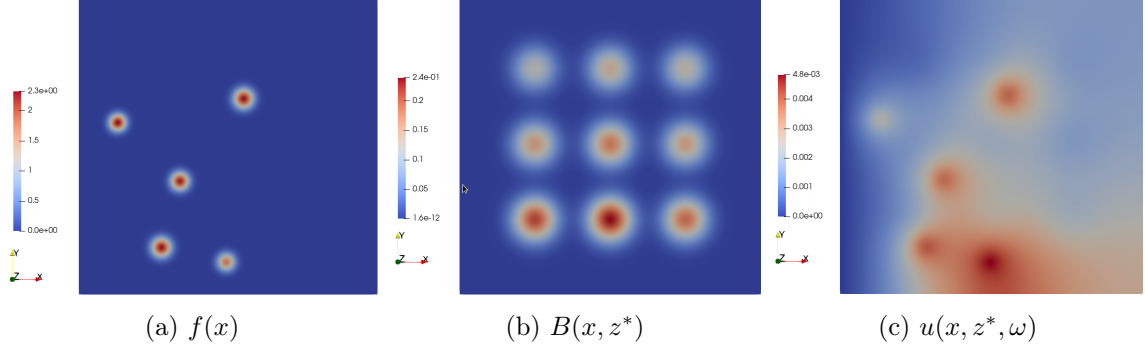 2.3e+00
2
1.5
1
0.5
0.0e+00
Y
Z
X
2.4e-01
0.2
0.15
0.1
0.05
1.6e-12
Y
Z
X
4.8e-03
0.004
0.003
0.002
0.001
0.0e+00
Y
Z
X
(a) f(x)
(b) B(x, z*)
(c) u(x, z*, ω)